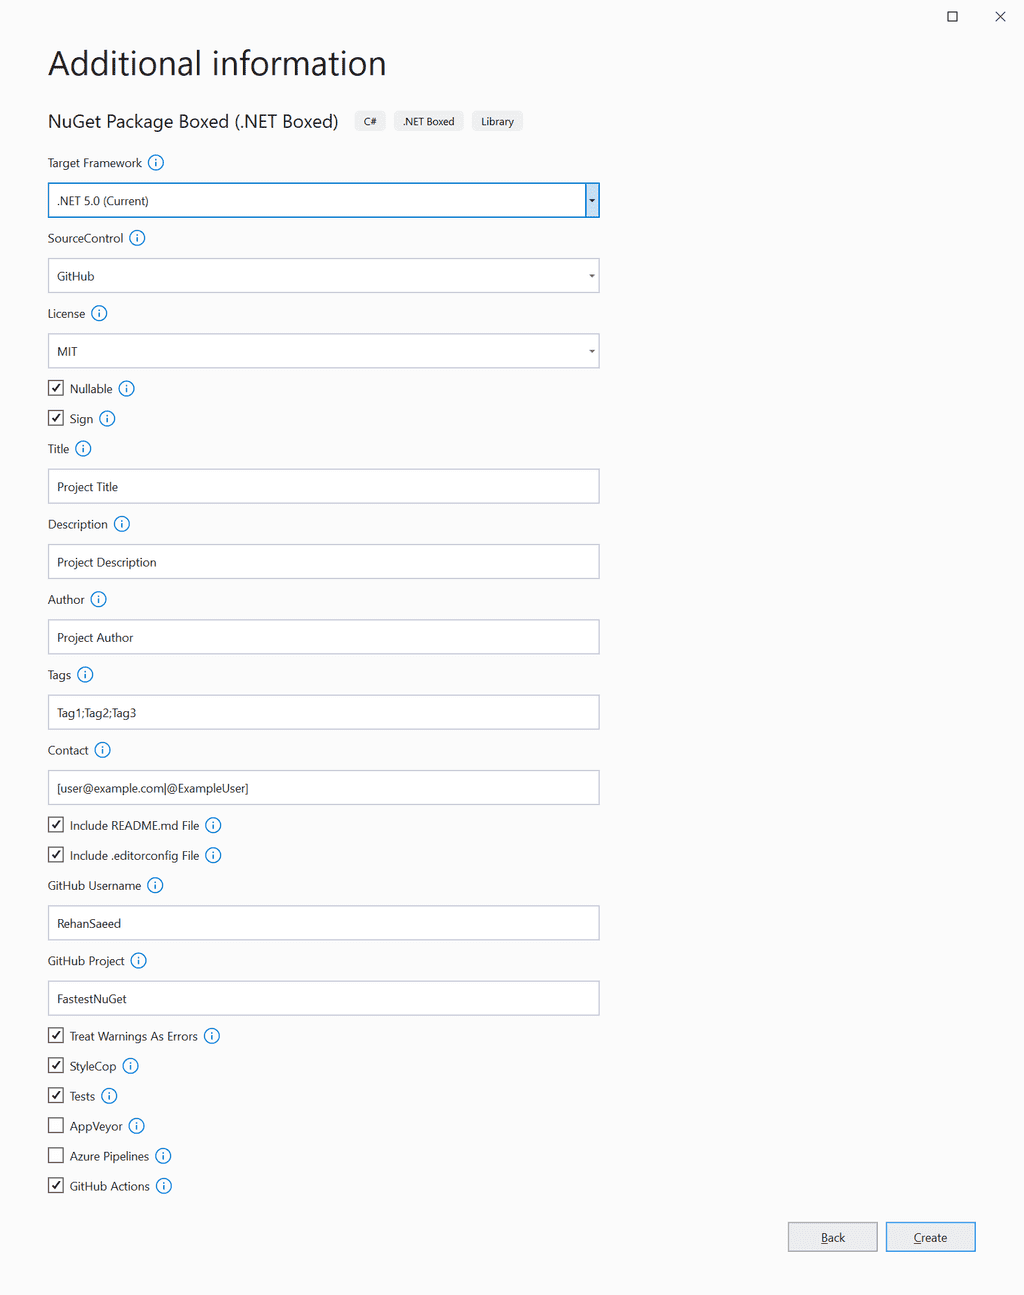 Additional information
NuGet Package Boxed (.NET Boxed) C# .NET Boxed Library
Target Framework
.NET 5.0 (Current)
SourceControl
GitHub
License
MIT
Nullable
Sign
Title
Project Title
Description
Project Description
Author
Project Author
Tags
Tag1;Tag2;Tag3
Contact
[user@example.com|@ExampleUser]
Include README.md File
Include .editorconfig File
GitHub Username
RehanSaeed
GitHub Project
FastestNuGet
Treat Warnings As Errors
StyleCop
Tests
AppVeyor
Azure Pipelines
GitHub Actions
Back Create